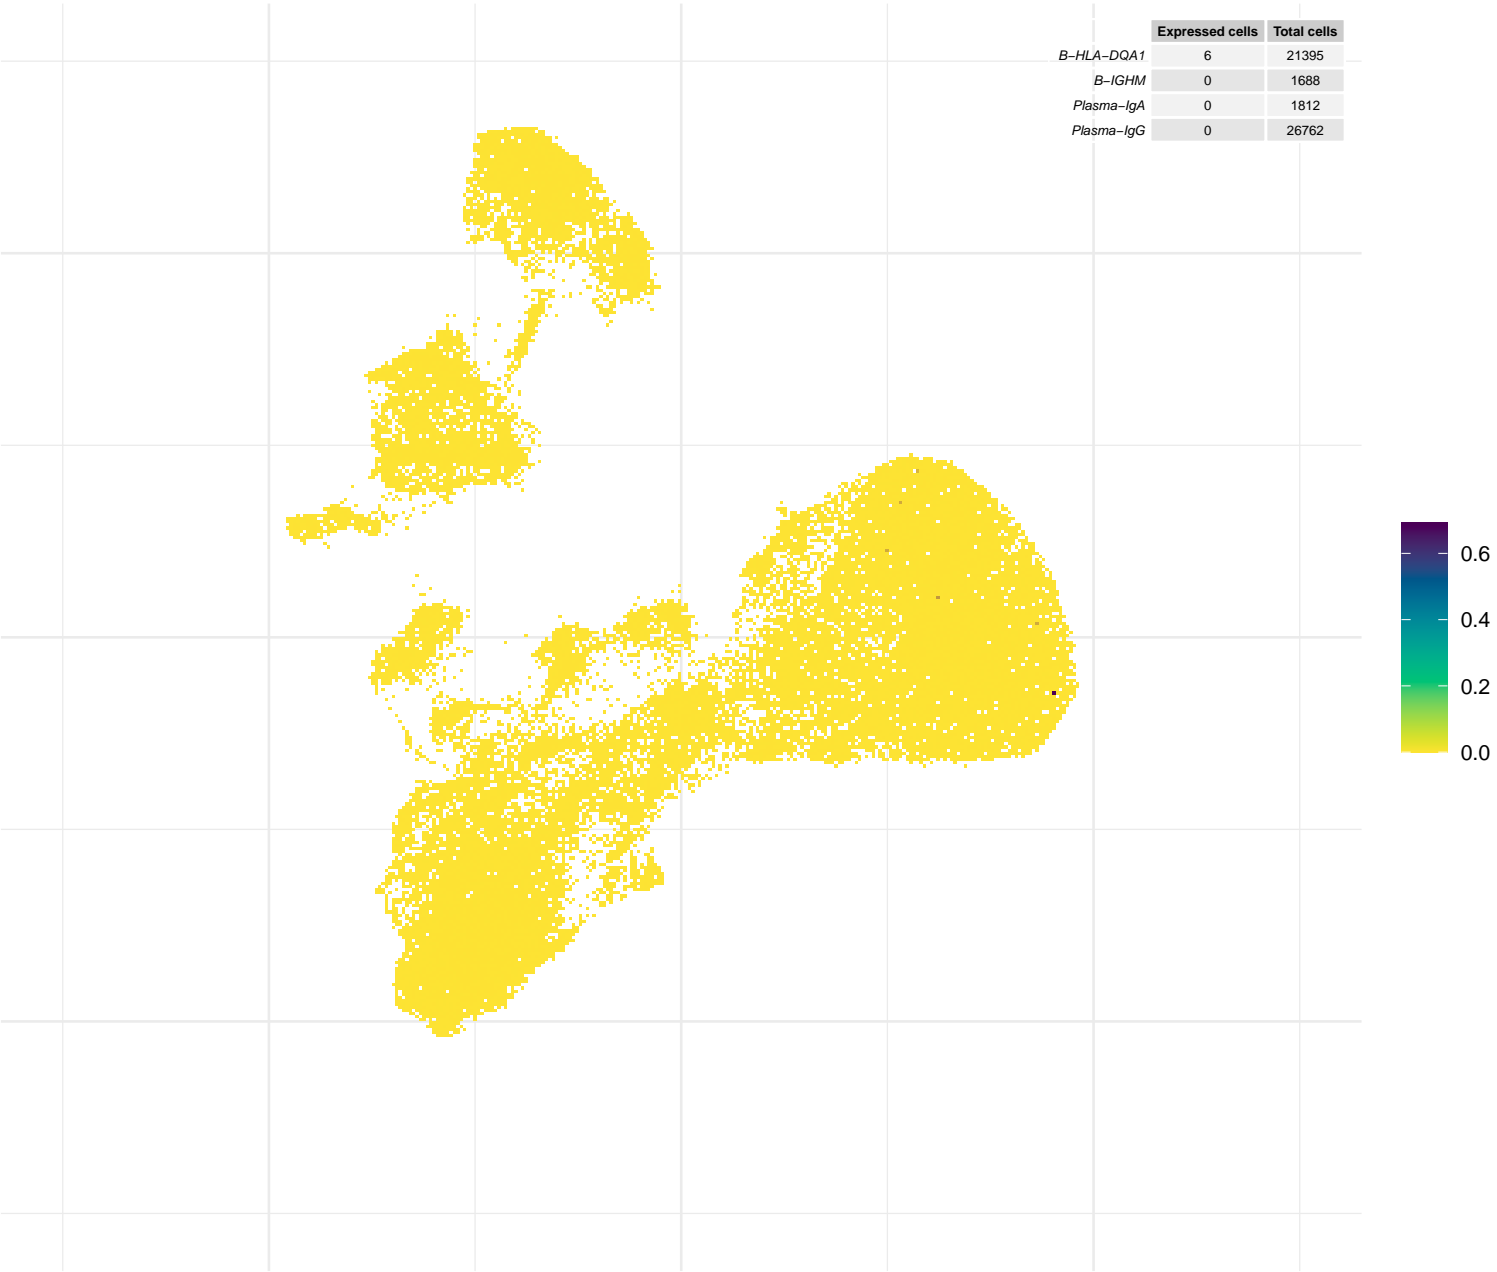 Expressed cells Total cells
B−HLA−DQA1 6 21395
B−IGHM 0 1688
Plasma−IgA 0 1812
Plasma−IgG 0 26762
0.6
0.4
0.2
0.0